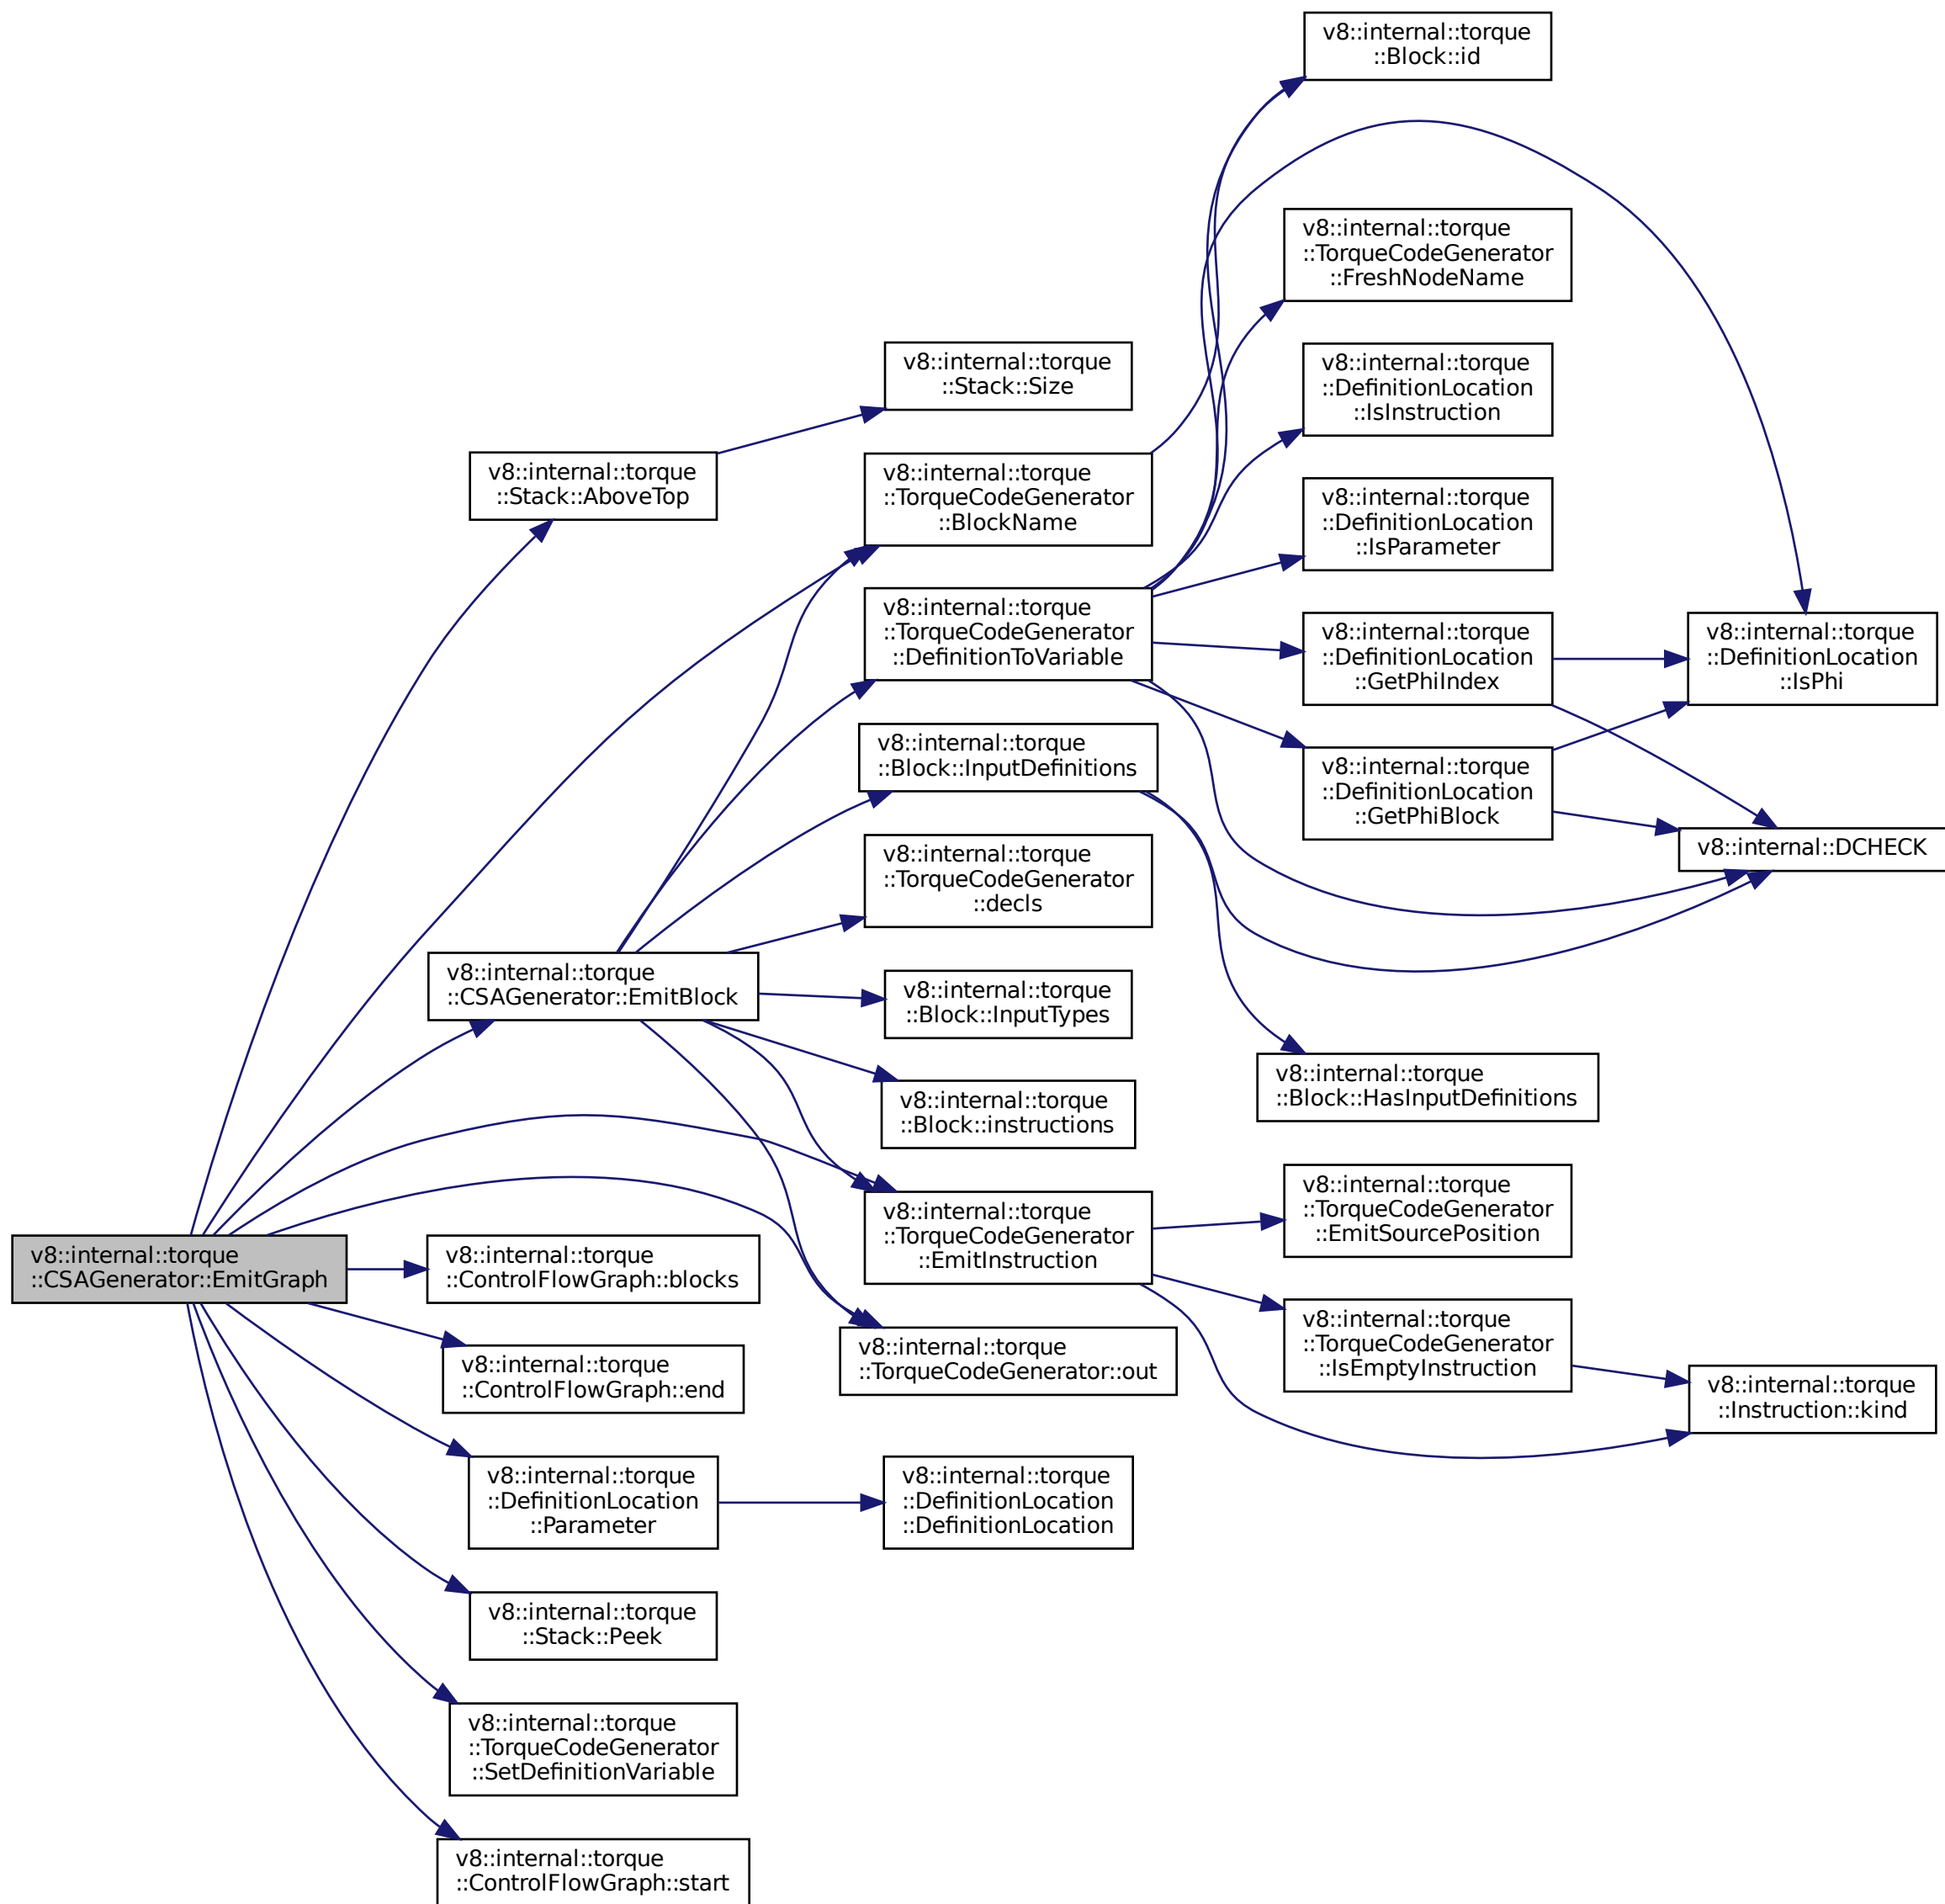 v8::internal::torque
::Block::id
v8::internal::torque
::TorqueCodeGenerator
::FreshNodeName
v8::internal::torque
::Stack::Size
v8::internal::torque
::DefinitionLocation
::IsInstruction
v8::internal::torque
::Stack::AboveTop
v8::internal::torque
::TorqueCodeGenerator
::BlockName
v8::internal::torque
::DefinitionLocation
::IsParameter
v8::internal::torque
::TorqueCodeGenerator
::DefinitionToVariable
v8::internal::torque
::DefinitionLocation
::GetPhiIndex
v8::internal::torque
::DefinitionLocation
::IsPhi
v8::internal::torque
::Block::InputDefinitions
v8::internal::torque
::DefinitionLocation
::GetPhiBlock
v8::internal::DCHECK
v8::internal::torque
::TorqueCodeGenerator
::decls
v8::internal::torque
::CSAGenerator::EmitBlock
v8::internal::torque
::Block::InputTypes
v8::internal::torque
::Block::HasInputDefinitions
v8::internal::torque
::Block::instructions
v8::internal::torque
::TorqueCodeGenerator
::EmitInstruction
v8::internal::torque
::TorqueCodeGenerator
::EmitSourcePosition
v8::internal::torque
::CSAGenerator::EmitGraph
v8::internal::torque
::ControlFlowGraph::blocks
v8::internal::torque
::TorqueCodeGenerator
::IsEmptyInstruction
v8::internal::torque
::ControlFlowGraph::end
v8::internal::torque
::TorqueCodeGenerator::out
v8::internal::torque
::Instruction::kind
v8::internal::torque
::DefinitionLocation
::Parameter
v8::internal::torque
::DefinitionLocation
::DefinitionLocation
v8::internal::torque
::Stack::Peek
v8::internal::torque
::TorqueCodeGenerator
::SetDefinitionVariable
v8::internal::torque
::ControlFlowGraph::start